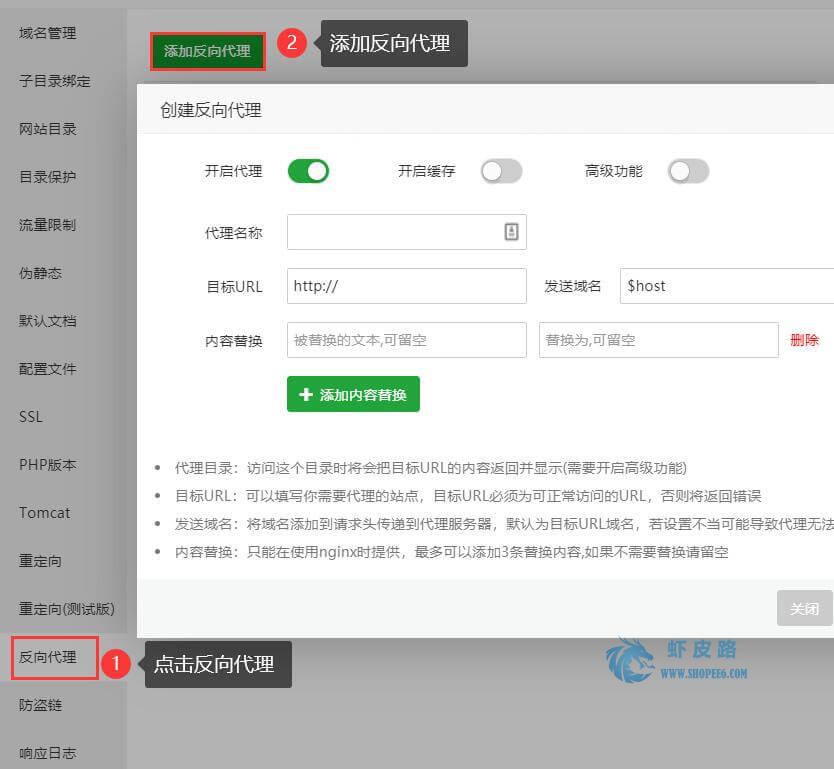 域名管理
子目录绑定
网站目录
目录保护
流量限制
伪静态
默认文档
配置文件
SSL
PHP版本
Tomcat
重定向
重定向(测试版)
反向代理
防盗链
响应日志
1
点击反向代理
添加反向代理
2
添加反向代理
创建反向代理
开启代理 开启缓存 高级功能
代理名称
目标URL http:// 发送域名 $host
内容替换 被替换的文本,可留空 替换为,可留空 删除
添加内容替换
代理目录：访问这个目录时将会把目标URL的内容返回并显示(需要开启高级功能)
目标URL：可以填写你需要代理的站点，目标URL必须为可正常访问的URL，否则将返回错误
发送域名：将域名添加到请求头传递到代理服务器，默认为目标URL域名，若设置不当可能导致代理无法
内容替换：只能在使用nginx时提供，最多可以添加3条替换内容,如果不需要替换请留空
关闭
虾皮路
WWW.SHOPEE6.COM